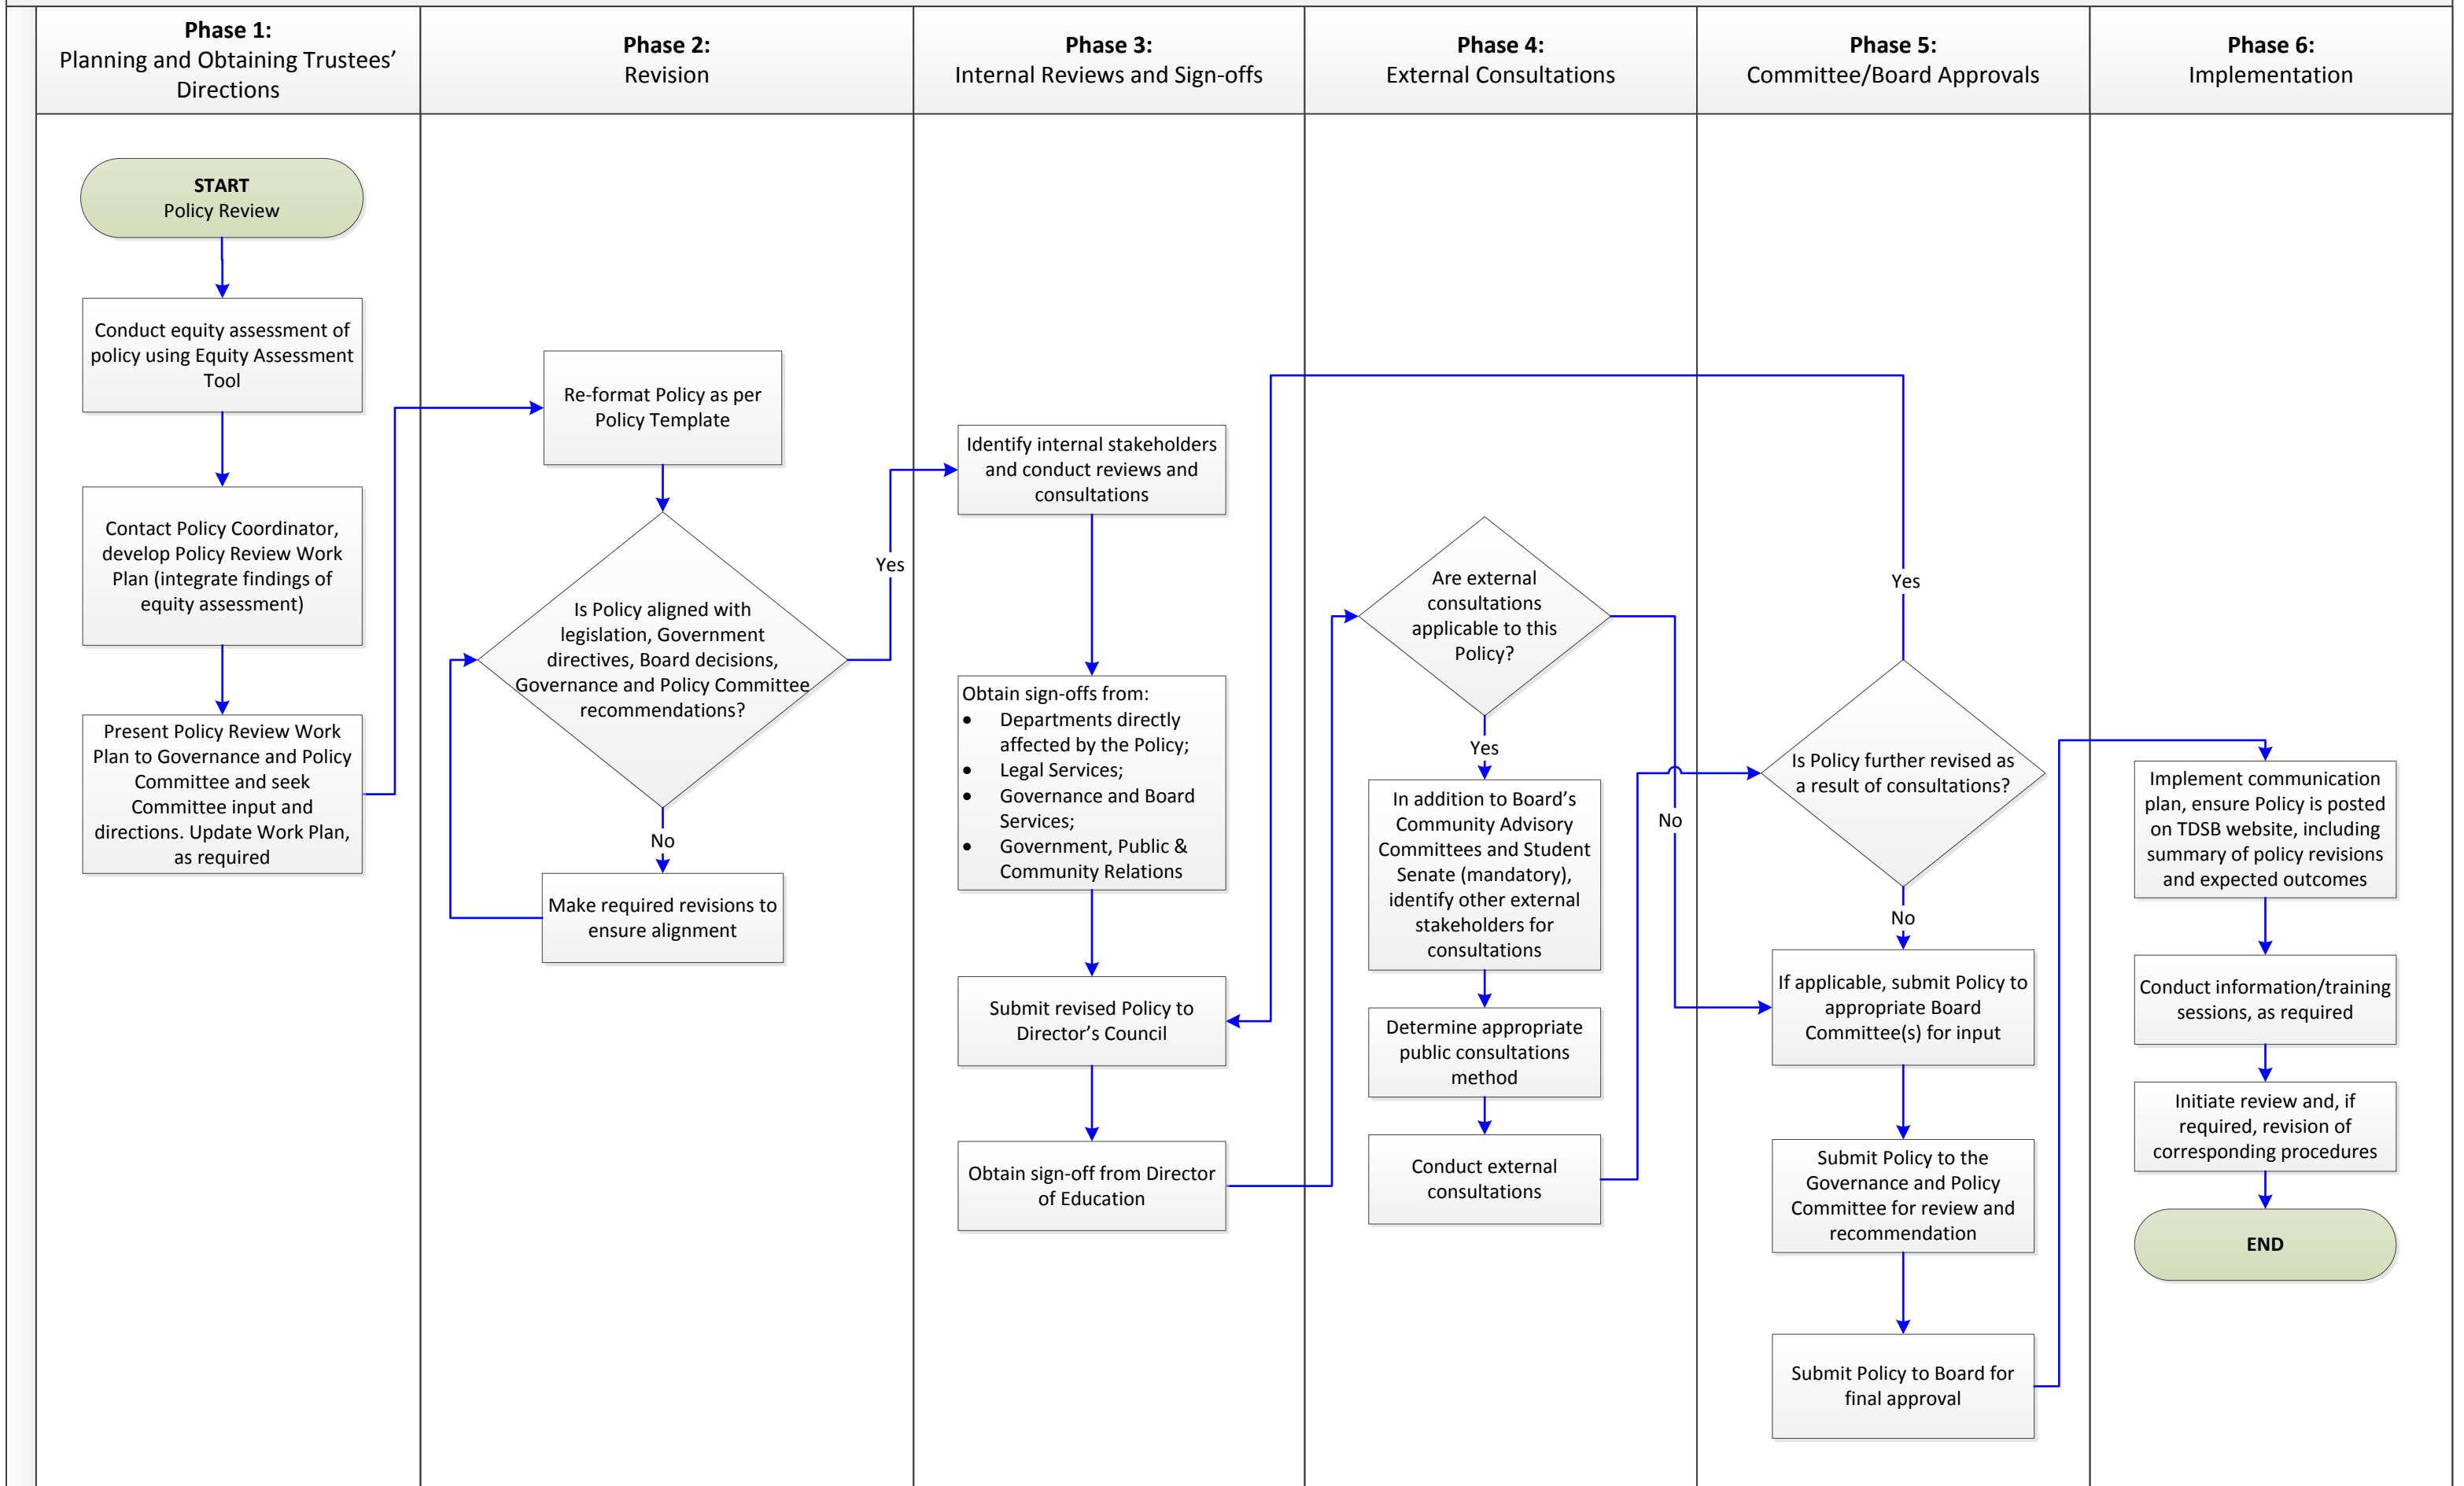 Phase 1:
Planning and Obtaining Trustees’
Directions
Phase 2:
Revision
Phase 3:
Internal Reviews and Sign-offs
Phase 4:
External Consultations
Phase 5:
Committee/Board Approvals
Phase 6:
Implementation
START
Policy Review
Conduct equity assessment of
policy using Equity Assessment
Tool
Contact Policy Coordinator,
develop Policy Review Work
Plan (integrate findings of
equity assessment)
Present Policy Review Work
Plan to Governance and Policy
Committee and seek
Committee input and
directions. Update Work Plan,
as required
Re-format Policy as per
Policy Template
Is Policy aligned with
legislation, Government
directives, Board decisions,
Governance and Policy Committee
recommendations?
Yes
No
Make required revisions to
ensure alignment
Identify internal stakeholders
and conduct reviews and
consultations
Obtain sign-offs from:
• Departments directly
affected by the Policy;
• Legal Services;
• Governance and Board
Services;
• Government, Public &
Community Relations
Submit revised Policy to
Director’s Council
Obtain sign-off from Director
of Education
Are external
consultations
applicable to this
Policy?
Yes
No
In addition to Board’s
Community Advisory
Committees and Student
Senate (mandatory),
identify other external
stakeholders for
consultations
Determine appropriate
public consultations
method
Conduct external
consultations
Yes
Is Policy further revised as
a result of consultations?
No
If applicable, submit Policy to
appropriate Board
Committee(s) for input
Submit Policy to the
Governance and Policy
Committee for review and
recommendation
Submit Policy to Board for
final approval
Implement communication
plan, ensure Policy is posted
on TDSB website, including
summary of policy revisions
and expected outcomes
Conduct information/training
sessions, as required
Initiate review and, if
required, revision of
corresponding procedures
END